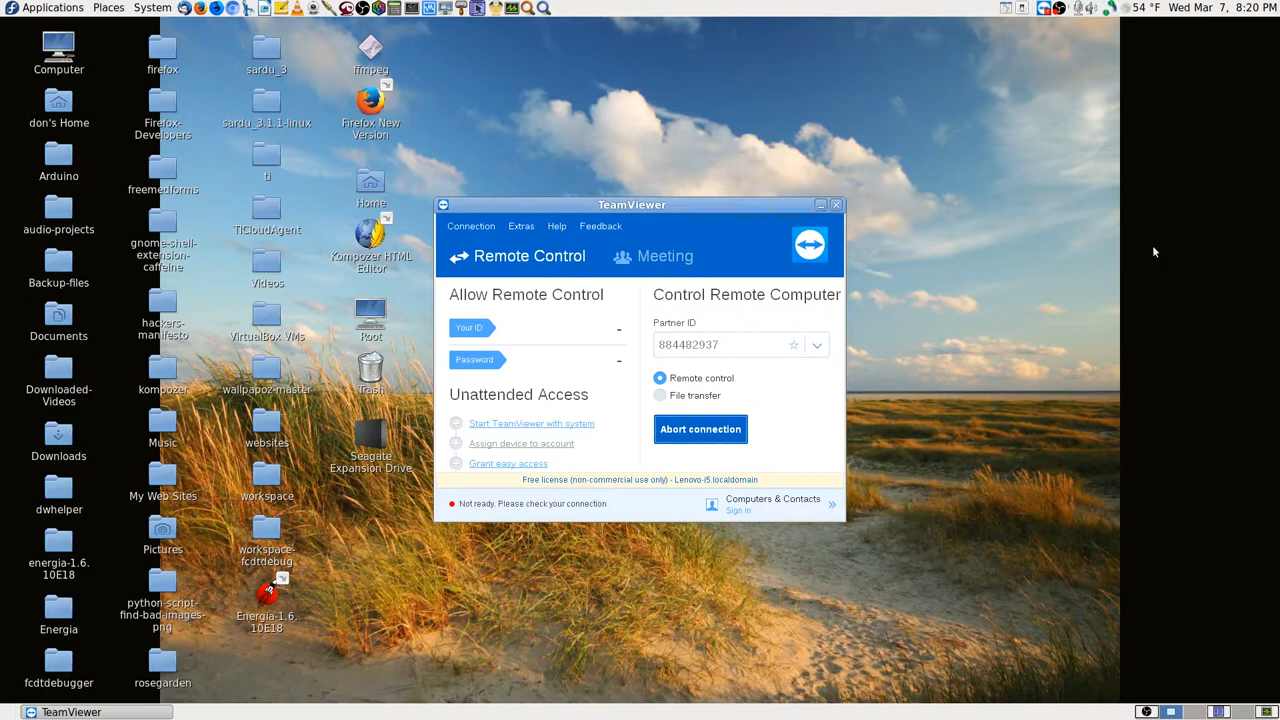 Applications Places System
54 °F Wed Mar 7, 8:20 PM
Computer
don's Home
Arduino
audio-projects
Backup-files
Documents
Downloaded-
Videos
Downloads
dwhelper
energia-1.6.
10E18
Energia
fcdtdebugger
firefox
Firefox-
Developers
freemedforms
gnome-shell-
extension-
caffeine
hackers-
manifesto
kompozer
Music
My Web Sites
Pictures
python-script-
find-bad-images-
png
rosegarden
sardu_3
sardu_3.1.1-linux
ti
TICloudAgent
Videos
VirtualBox VMs
wallpapoz-master
websites
workspace
workspace-
fcdtdebug
Energia-1.6.
10E18
ffmpeg
Firefox New
Version
Home
Kompozer HTML
Editor
Root
Trash
Seagate
Expansion Drive
TeamViewer
Connection Extras Help Feedback
Remote Control Meeting
Allow Remote Control
Your ID -
Password -
Unattended Access
Start TeamViewer with system
Assign device to account
Grant easy access
Control Remote Computer
Partner ID
884482937
Remote control
File transfer
Abort connection
Free license (non-commercial use only) - Lenovo-i5.localdomain
Not ready. Please check your connection
Computers & Contacts
Sign In
TeamViewer